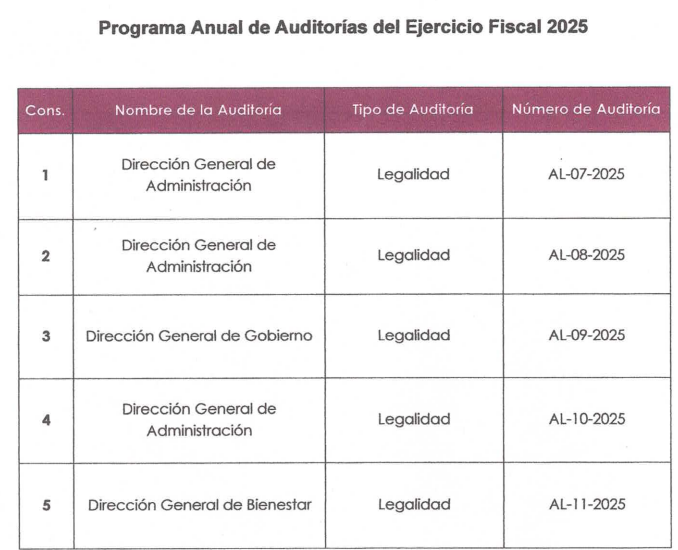 Programa Anual de Auditorías del Ejercicio Fiscal 2025
Cons. Nombre de la Auditoría Tipo de Auditoría Número de Auditoría
1 Dirección General de Administración Legalidad AL-07-2025
2 Dirección General de Administración Legalidad AL-08-2025
3 Dirección General de Gobierno Legalidad AL-09-2025
4 Dirección General de Administración Legalidad AL-10-2025
5 Dirección General de Bienestar Legalidad AL-11-2025